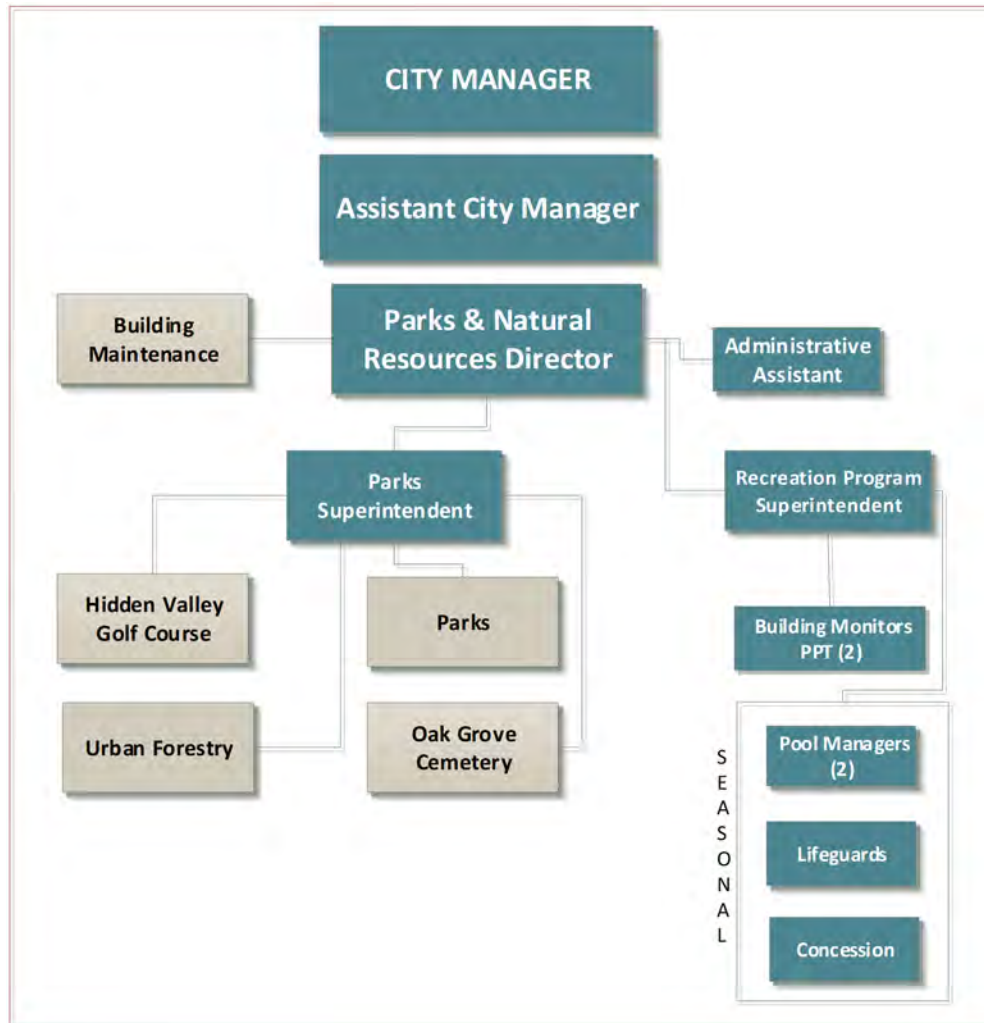 CITY MANAGER
Assistant City Manager
Parks & Natural
Resources Director
Building
Maintenance
Administrative
Assistant
Parks
Superintendent
Recreation Program
Superintendent
Hidden Valley
Golf Course
Parks
Building Monitors
PPT (2)
Urban Forestry
Oak Grove
Cemetery
SEASONAL
Pool Managers
(2)
Lifeguards
Concession